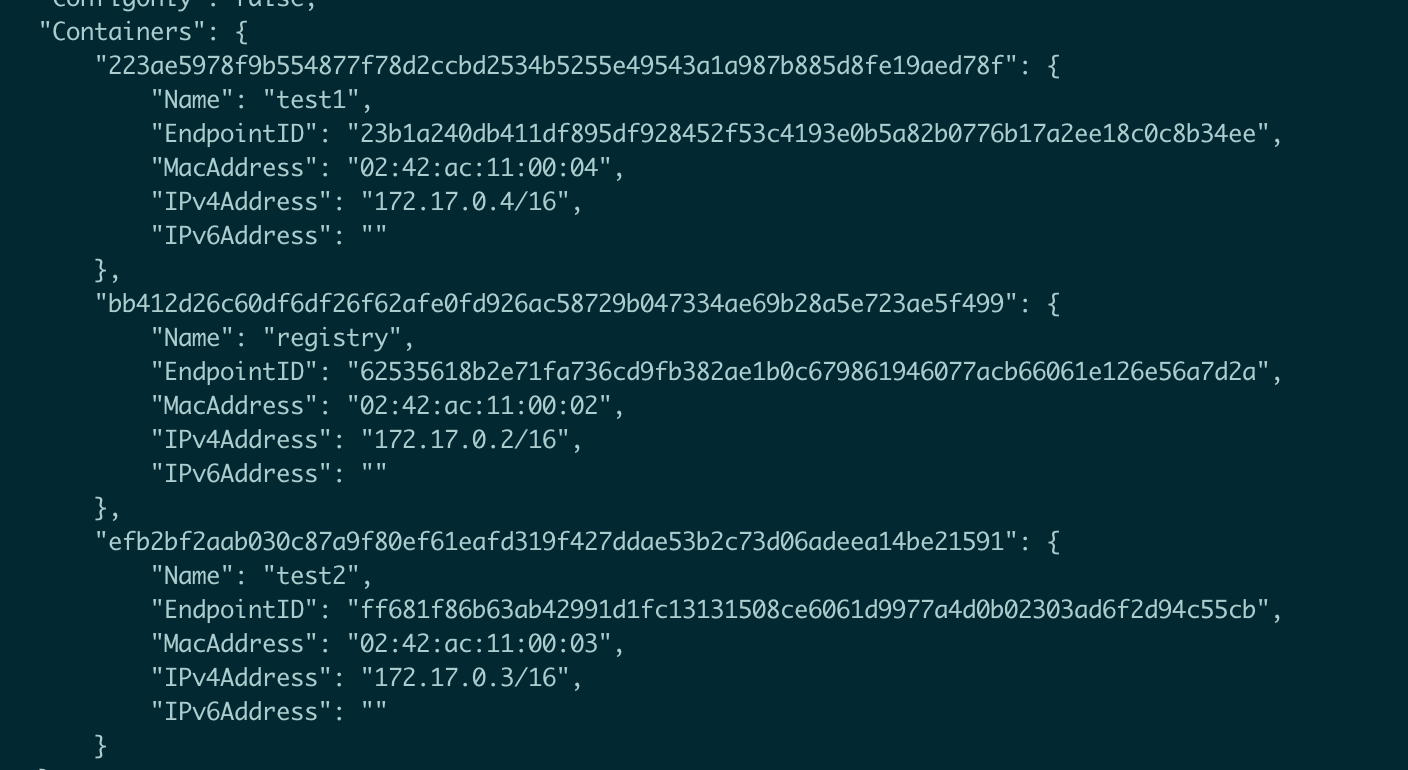 "ConfigOnly": false,
"Containers": {
"223ae5978f9b554877f78d2ccbd2534b5255e49543a1a987b885d8fe19aed78f": {
"Name": "test1",
"EndpointID": "23b1a240db411df895df928452f53c4193e0b5a82b0776b17a2ee18c0c8b34ee",
"MacAddress": "02:42:ac:11:00:04",
"IPv4Address": "172.17.0.4/16",
"IPv6Address": ""
},
"bb412d26c60df6df26f62afe0fd926ac58729b047334ae69b28a5e723ae5f499": {
"Name": "registry",
"EndpointID": "62535618b2e71fa736cd9fb382ae1b0c679861946077acb66061e126e56a7d2a",
"MacAddress": "02:42:ac:11:00:02",
"IPv4Address": "172.17.0.2/16",
"IPv6Address": ""
},
"efb2bf2aab030c87a9f80ef61eafd319f427ddae53b2c73d06adeea14be21591": {
"Name": "test2",
"EndpointID": "ff681f86b63ab42991d1fc13131508ce6061d9977a4d0b02303ad6f2d94c55cb",
"MacAddress": "02:42:ac:11:00:03",
"IPv4Address": "172.17.0.3/16",
"IPv6Address": ""
}